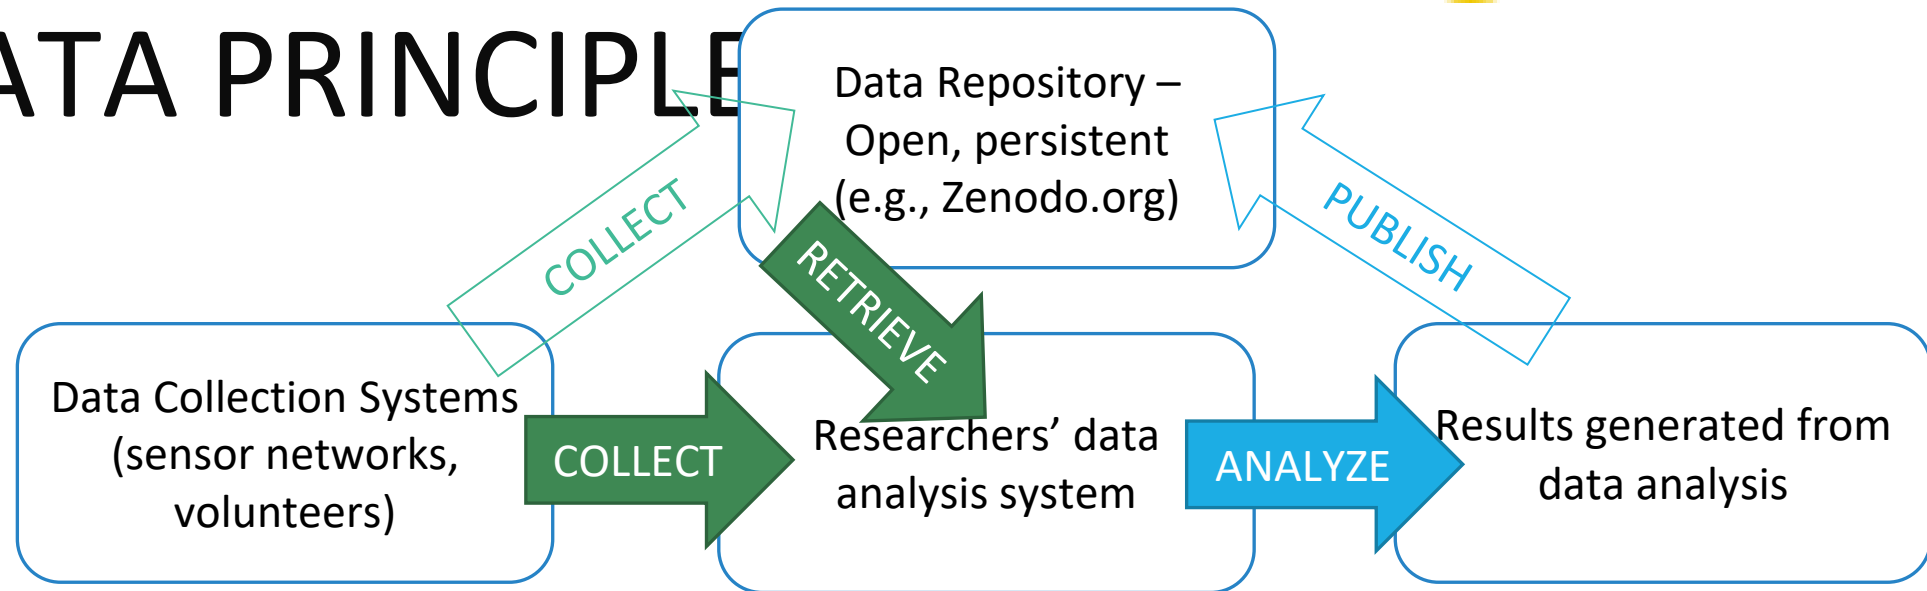 ATA PRINCIPLE
Data Repository –
Open, persistent
(e.g., Zenodo.org)
COLLECT
PUBLISH
RETRIEVE
Data Collection Systems
(sensor networks,
volunteers)
COLLECT
Researchers’ data
analysis system
ANALYZE
Results generated from
data analysis